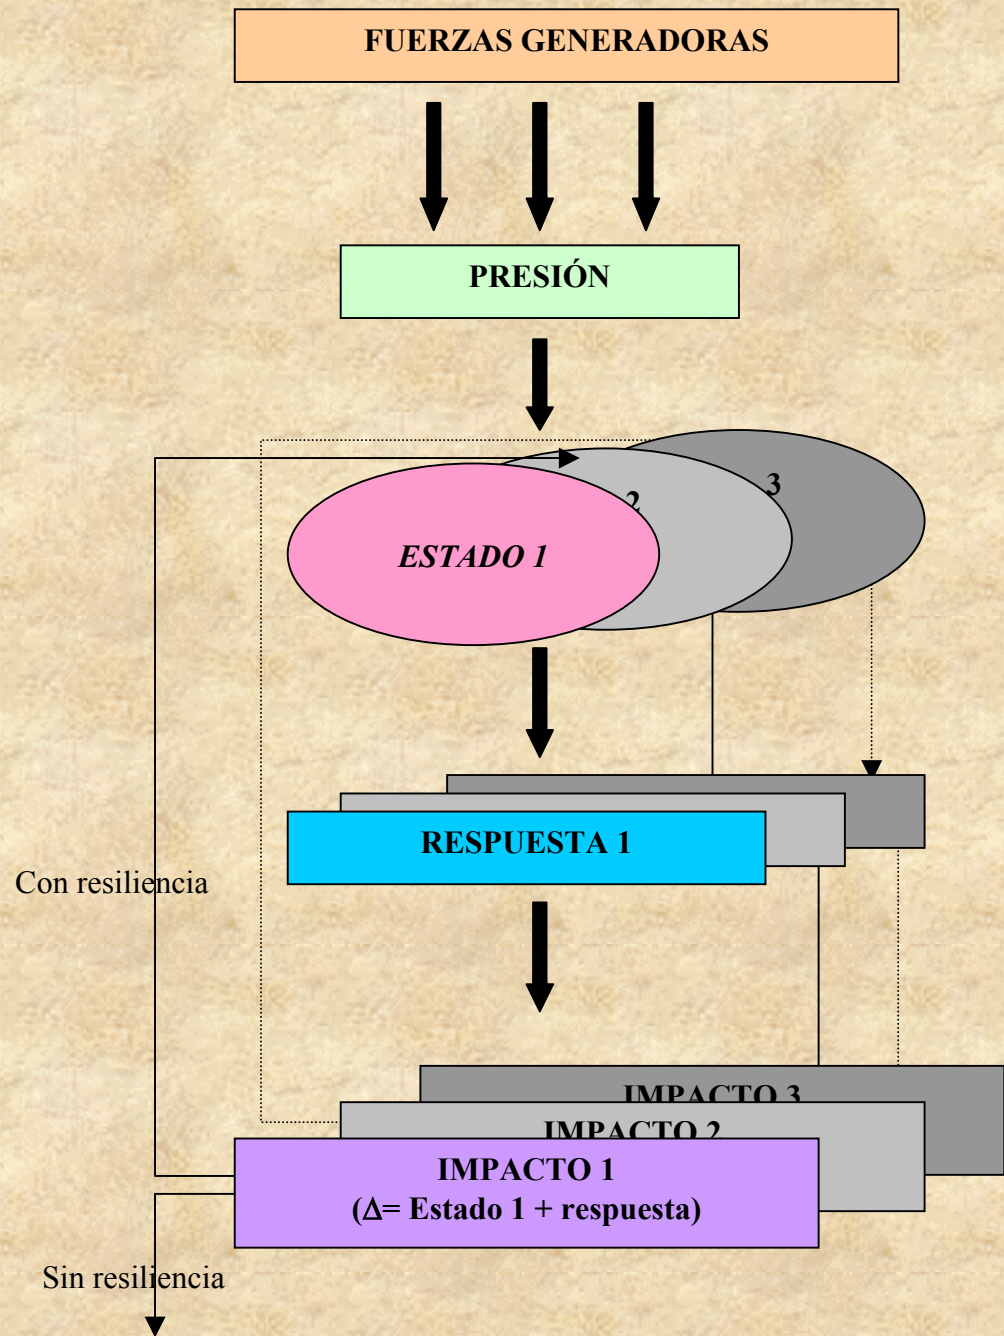 FUERZAS GENERADORAS
PRESIÓN
3
2
ESTADO 1
RESPUESTA 1
Con resiliencia
IMPACTO 3
IMPACTO 2
IMPACTO 1
(Δ= Estado 1 + respuesta)
Sin resiliencia